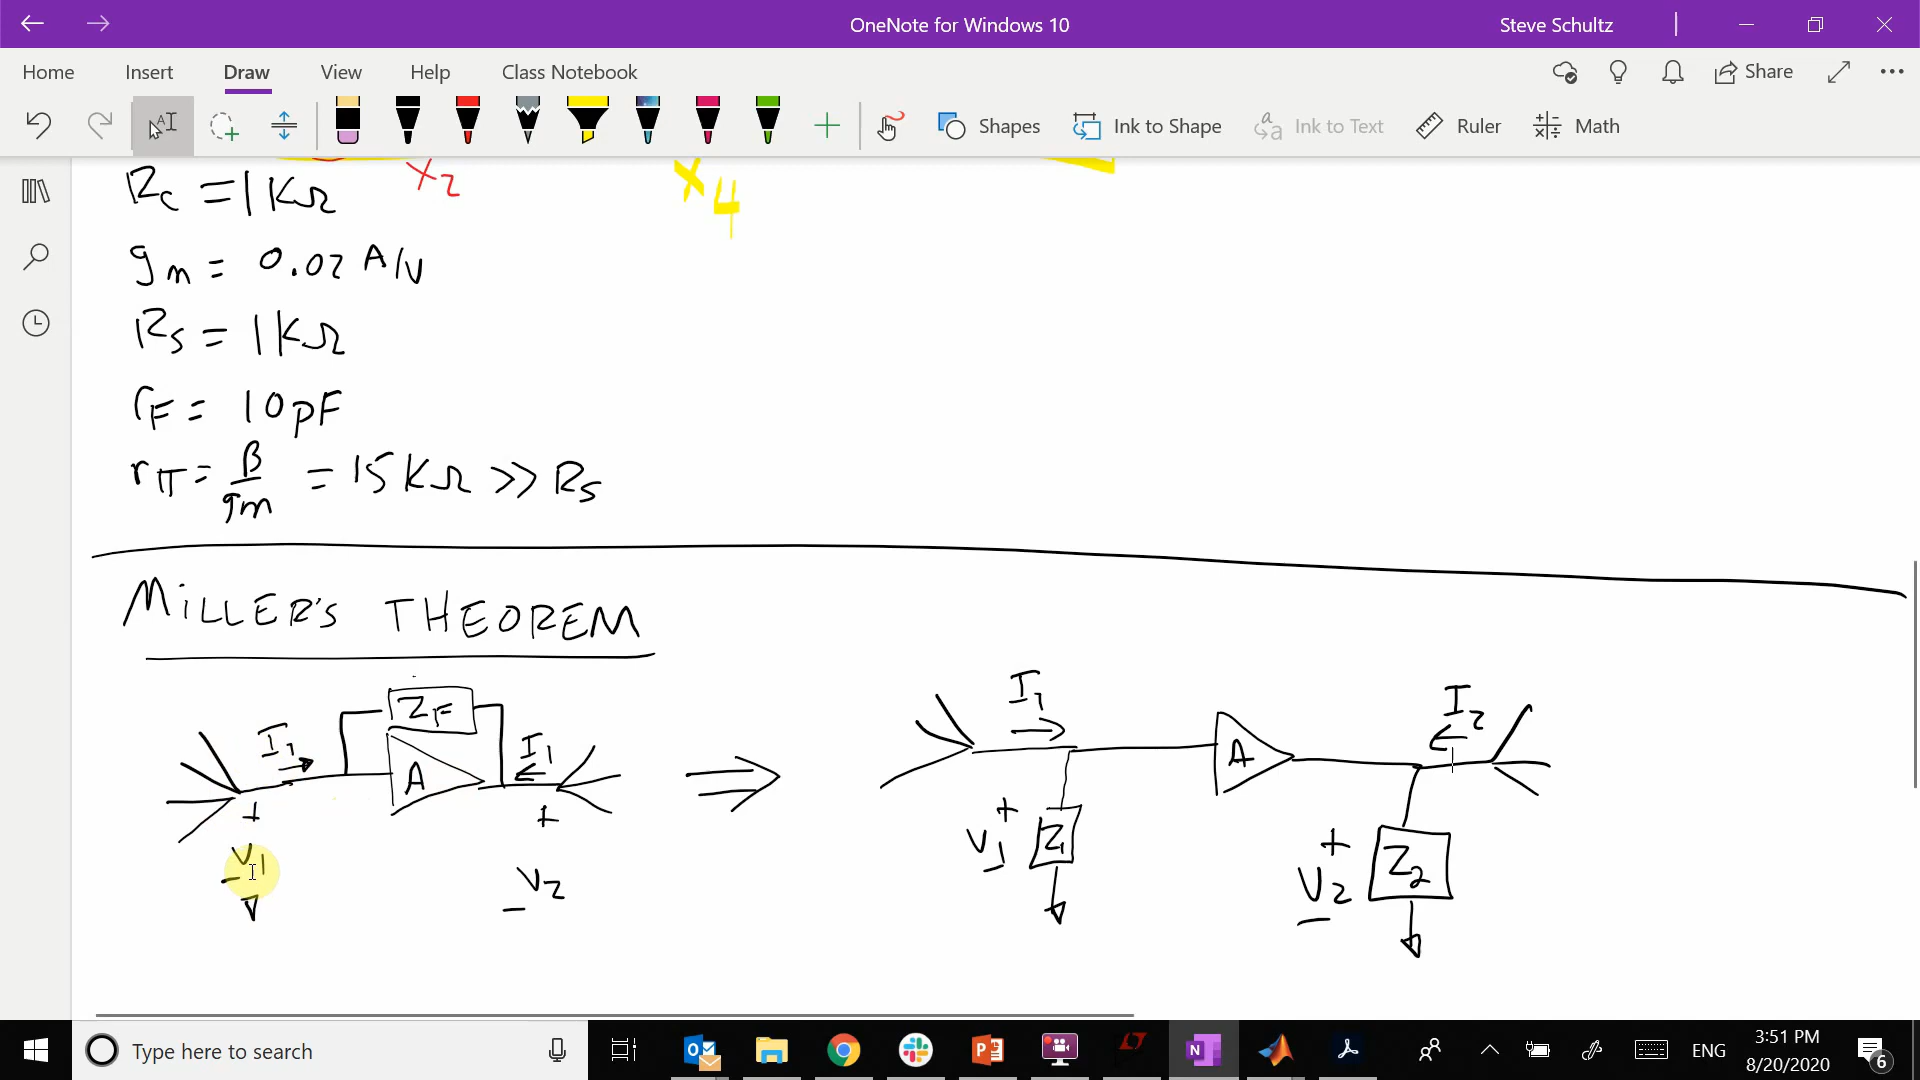 OneNote for Windows 10
Steve Schultz
Home Insert Draw View Help Class Notebook
Share
Shapes Ink to Shape Ink to Text Ruler Math
x2
x4
Rc = 1KΩ
gm = 0.02 A/V
Rs = 1KΩ
CF = 10pF
rπ = β/gm = 15KΩ >> Rs
MiLLER'S THEOREM
ZF
I1
I1
A
+
+
V1
-
V2
-
⇒
I1
I2
A
+
V1
-
Z1
+
V2
-
Z2
Type here to search
ENG
3:51 PM
8/20/2020
6